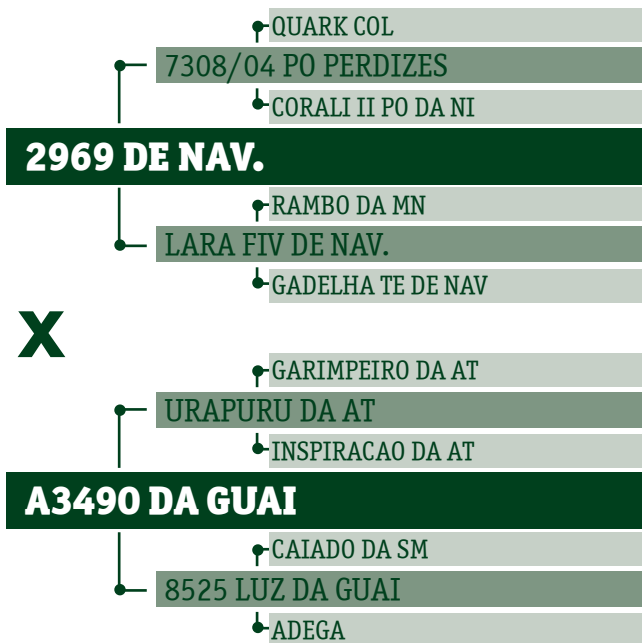 QUARK COL
7308/04 PO PERDIZES
CORALI II PO DA NI
2969 DE NAV.
RAMBO DA MN
LARA FIV DE NAV.
GADELHA TE DE NAV
X
GARIMPEIRO DA AT
URAPURU DA AT
INSPIRACAO DA AT
A3490 DA GUAI
CAIADO DA SM
8525 LUZ DA GUAI
ADEGA